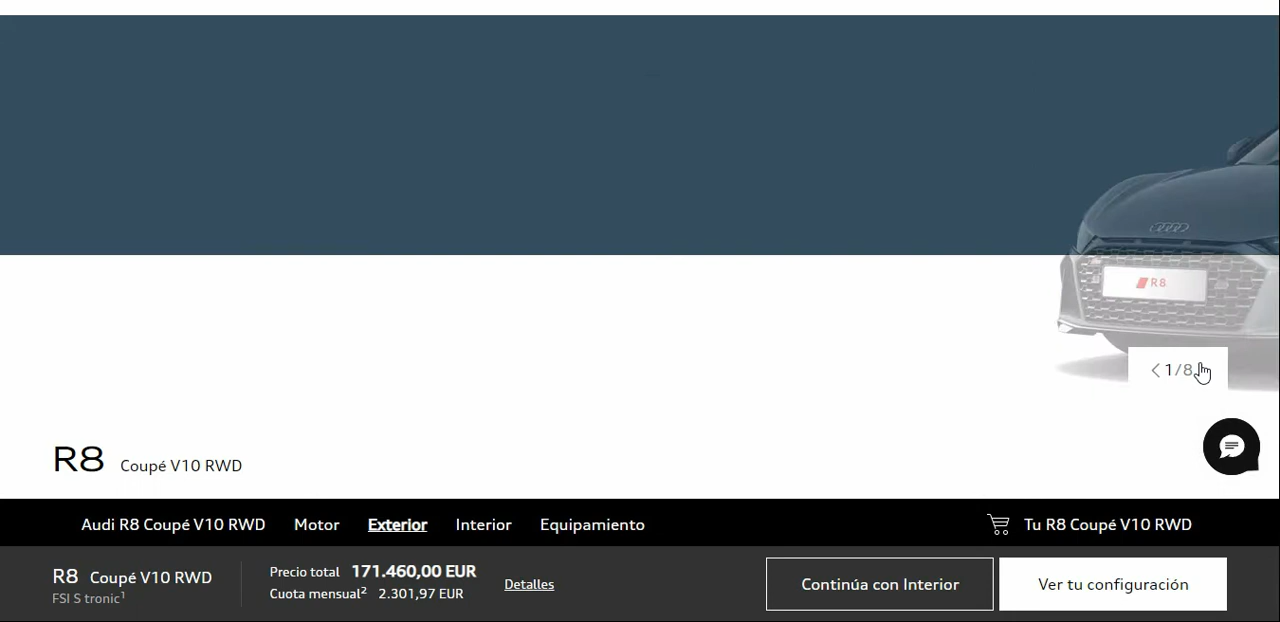 R8
1/8
R8 Coupé V10 RWD
Audi R8 Coupé V10 RWD Motor Exterior Interior Equipamiento Tu R8 Coupé V10 RWD
R8 Coupé V10 RWD
FSI S tronic¹
Precio total 171.460,00 EUR
Cuota mensual² 2.301,97 EUR
Detalles
Continúa con Interior
Ver tu configuración